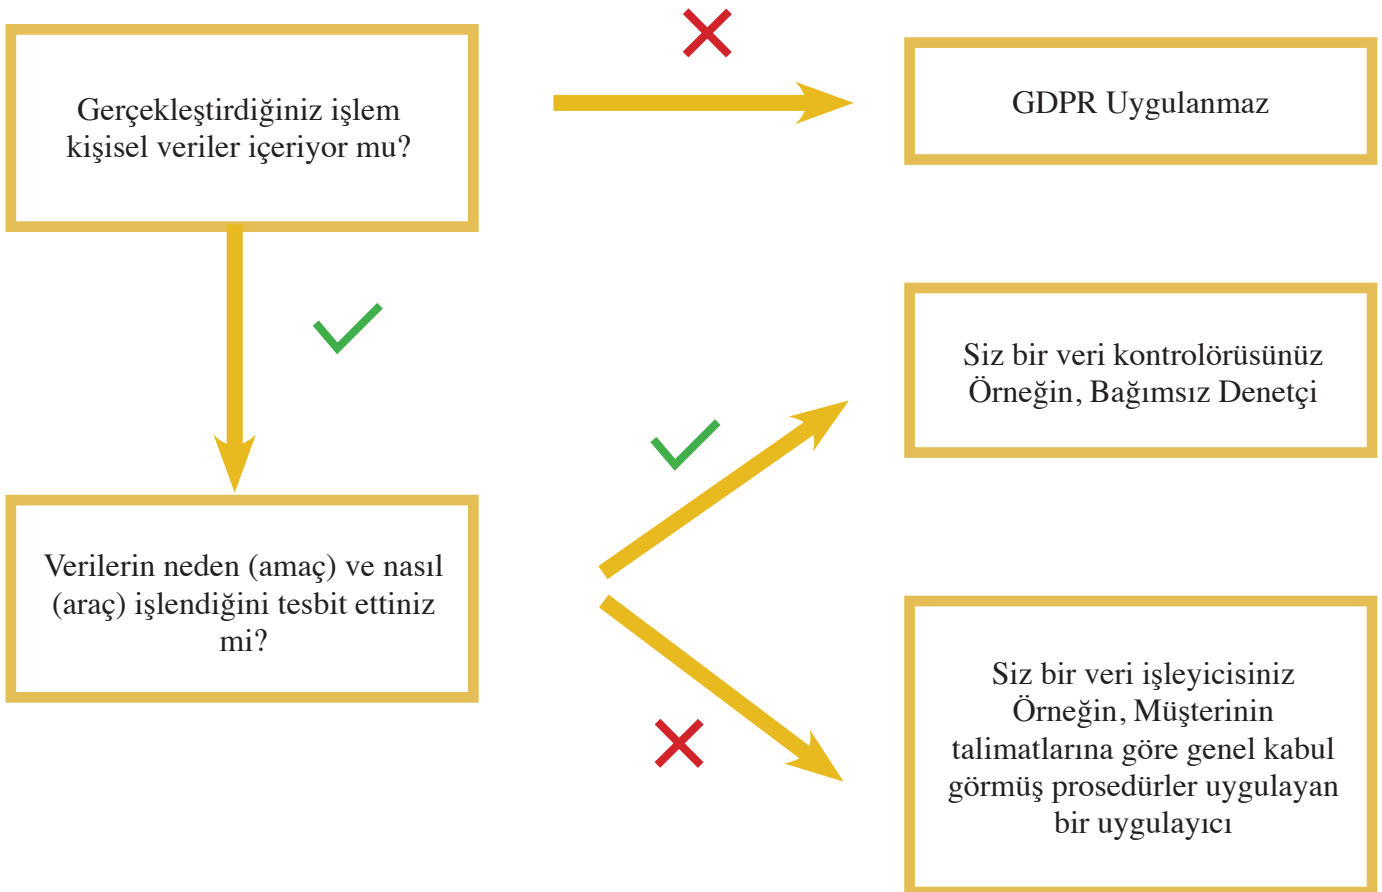 Gerçekleştirdiğiniz işlem
kişisel veriler içeriyor mu?
GDPR Uygulanmaz
Siz bir veri kontrolörüsünüz
Örneğin, Bağımsız Denetçi
Verilerin neden (amaç) ve nasıl
(araç) işlendiğini tesbit ettiniz
mi?
Siz bir veri işleyicisiniz
Örneğin, Müşterinin
talimatlarına göre genel kabul
görmüş prosedürler uygulayan
bir uygulayıcı